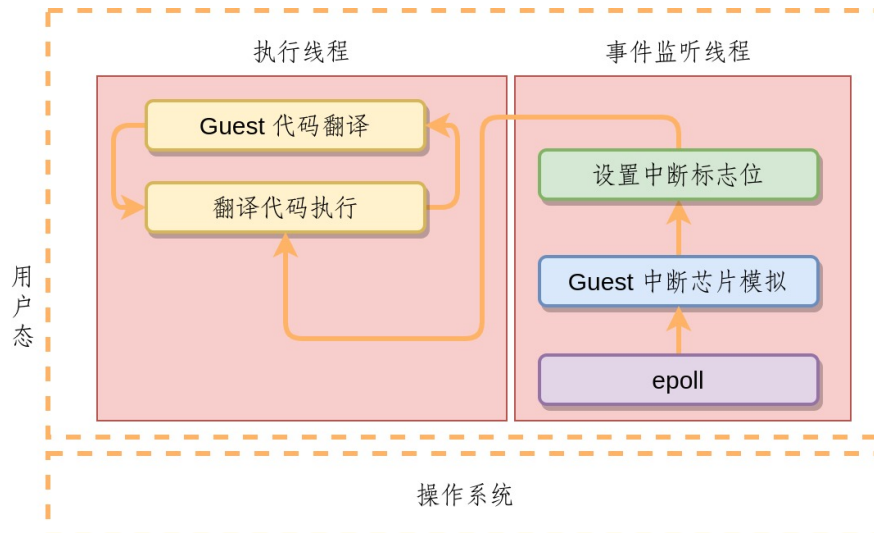 执行线程
事件监听线程
Guest 代码翻译
翻译代码执行
设置中断标志位
Guest 中断芯片模拟
epoll
用户态
操作系统